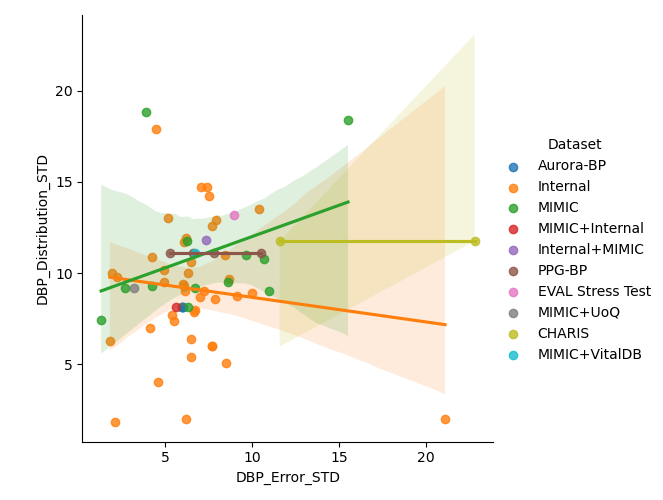 20
15
10
5
DBP_Distribution_STD
5
10
15
20
DBP_Error_STD
Dataset
Aurora-BP
Internal
MIMIC
MIMIC+Internal
Internal+MIMIC
PPG-BP
EVAL Stress Test
MIMIC+UoQ
CHARIS
MIMIC+VitalDB